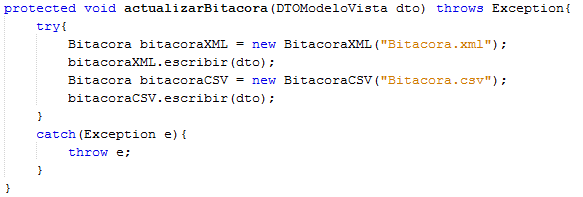 protected void actualizarBitacora(DTOModeloVista dto) throws Exception{
    try{
        Bitacora bitacoraXML = new BitacoraXML("Bitacora.xml");
        bitacoraXML.escribir(dto);
        Bitacora bitacoraCSV = new BitacoraCSV("Bitacora.csv");
        bitacoraCSV.escribir(dto);
    }
    catch(Exception e){
        throw e;
    }
}